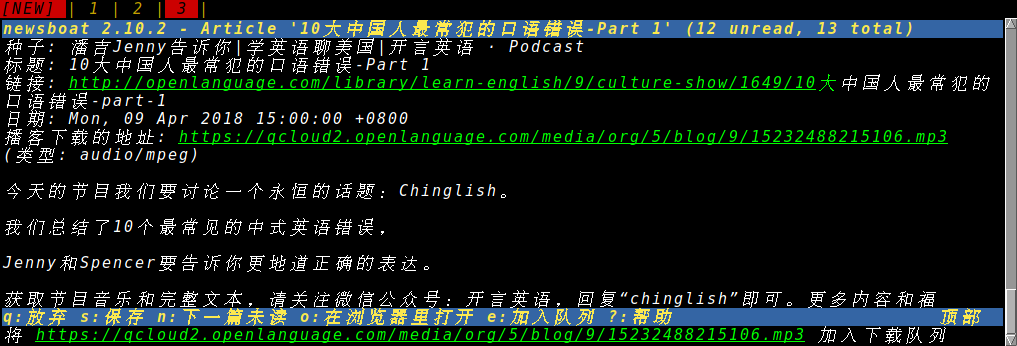 [NEW] | 1 | 2 | 3 |
newsboat 2.10.2 - Article '10大中国人最常犯的口语错误-Part 1' (12 unread, 13 total)
种子: 潘吉Jenny告诉你|学英语聊美国|开言英语 · Podcast
标题: 10大中国人最常犯的口语错误-Part 1
链接: http://openlanguage.com/library/learn-english/9/culture-show/1649/10大中国人最常犯的
口语错误-part-1
日期: Mon, 09 Apr 2018 15:00:00 +0800
播客下载的地址: https://qcloud2.openlanguage.com/media/org/5/blog/9/15232488215106.mp3
(类型: audio/mpeg)
今天的节目我们要讨论一个永恒的话题: Chinglish。
我们总结了10个最常见的中式英语错误,
Jenny和Spencer要告诉你更地道正确的表达。
获取节目音乐和完整文本, 请关注微信公众号: 开言英语, 回复“chinglish”即可。更多内容和福
q:放弃 s:保存 n:下一篇未读 o:在浏览器里打开 e:加入队列 ?:帮助 顶部
将 https://qcloud2.openlanguage.com/media/org/5/blog/9/15232488215106.mp3 加入下载队列